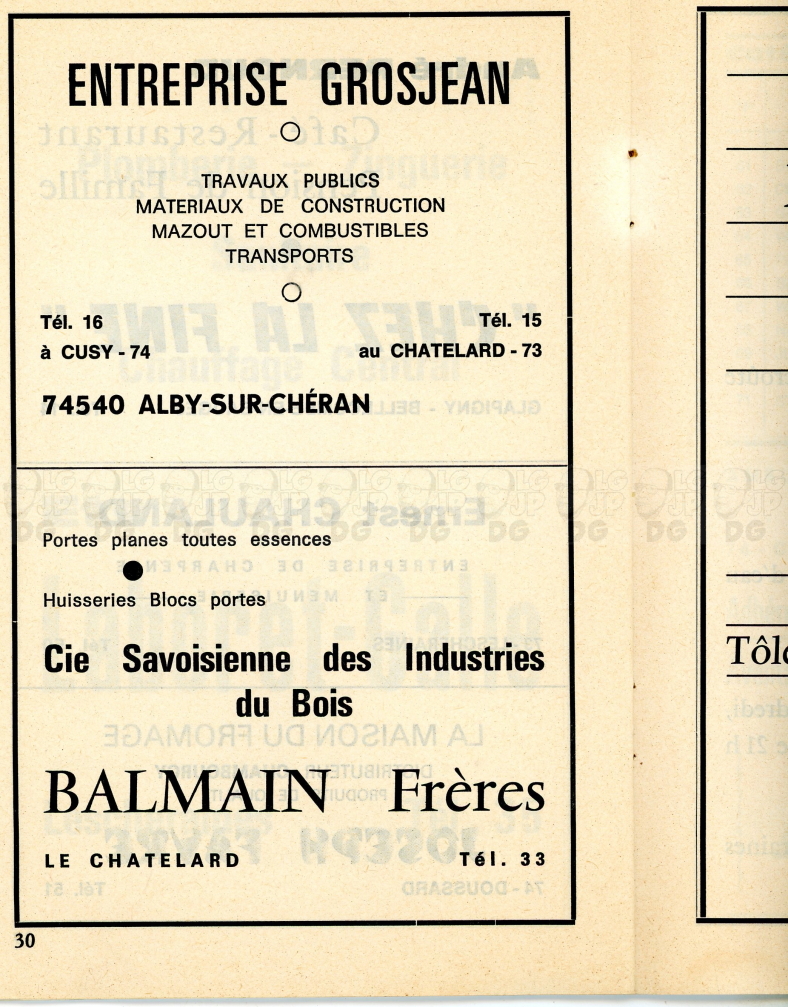 ENTREPRISE GROSJEAN
TRAVAUX PUBLICS
MATERIAUX DE CONSTRUCTION
MAZOUT ET COMBUSTIBLES
TRANSPORTS
Tél. 16
à CUSY - 74
Tél. 15
au CHATELARD - 73
74540 ALBY-SUR-CHÉRAN
Portes planes toutes essences
Huisseries Blocs portes
Cie Savoisienne des Industries
du Bois
BALMAIN Frères
LE CHATELARD Tél. 33
30